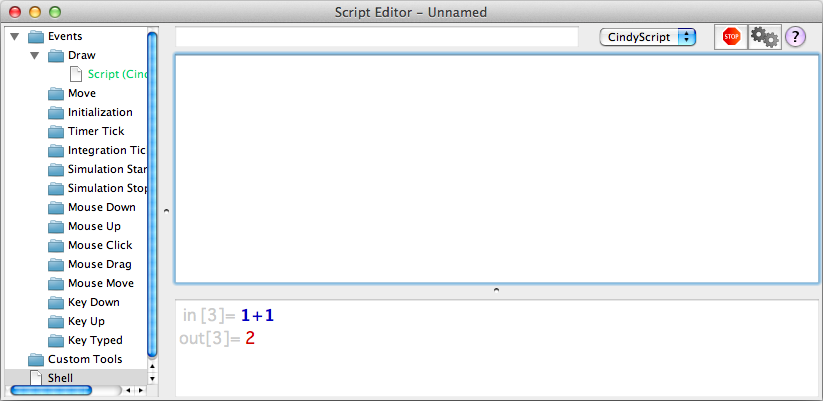 Script Editor – Unnamed
CindyScript
STOP
?
Events
Draw
Script (Cind
Move
Initialization
Timer Tick
Integration Tic
Simulation Star
Simulation Stop
Mouse Down
Mouse Up
Mouse Click
Mouse Drag
Mouse Move
Key Down
Key Up
Key Typed
Custom Tools
Shell
in [3]= 1+1
out[3]= 2